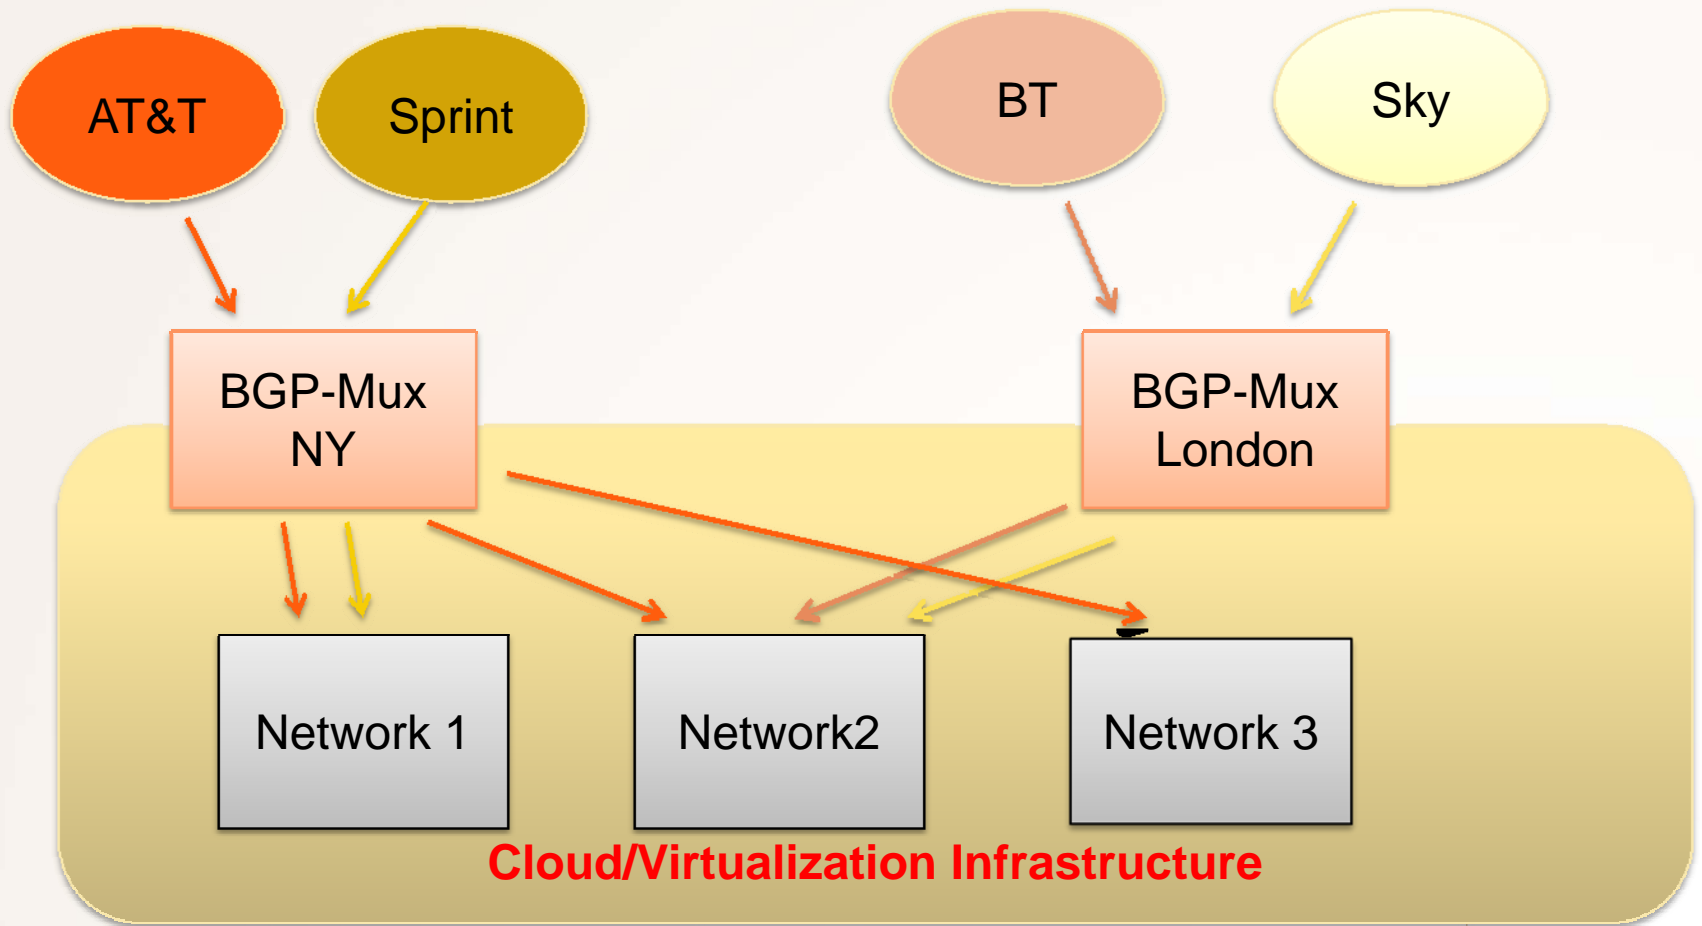 AT&T
Sprint
BT
Sky
BGP-Mux
NY
BGP-Mux
London
Network 1
Network2
Network 3
Cloud/Virtualization Infrastructure